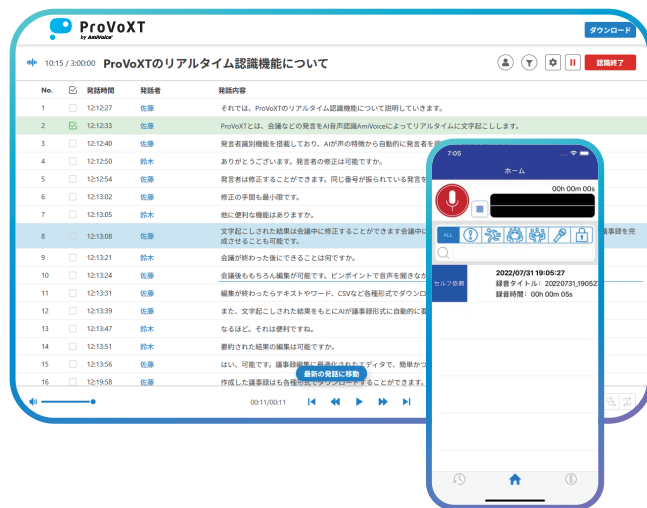 ProVoXT
by AmiVoice
ダウンロード
10:15 / 3:00:00 ProVoXTのリアルタイム認識機能について
認識終了
No. 発話時間 発話者 発話内容
1 12:12:27 佐藤 それでは、ProVoXTのリアルタイム認識機能について説明していきます。
2 12:12:33 佐藤 ProVoXTとは、会議などの発言をAI音声認識AmiVoiceによってリアルタイムに文字起こしします。
3 12:12:40 佐藤 発言者識別機能を搭載しており、AIが声の特徴から自動的に発言者を
4 12:12:50 鈴木 ありがとうございます。発言者の修正は可能ですか。
5 12:12:54 佐藤 発言者は修正することができます。同じ番号が振られている発言を
6 12:13:02 佐藤 修正の手間も最小限です。
7 12:13:05 鈴木 他に便利な機能はありますか。
8 12:13:08 佐藤 文字起こしされた結果は会議中に修正することができます会議中に 議事録を完
成させることも可能です。
9 12:13:21 鈴木 会議が終わった後にできることは何ですか。
10 12:13:24 佐藤 会議後ももちろん編集が可能です。ピンポイントで音声を聞きなが
11 12:13:31 佐藤 編集が終わったらテキストやワード、CSVなど各種形式でダウンロ
12 12:13:39 佐藤 また、文字起こしされた結果をもとにAIが議事録形式に自動的に要
13 12:13:47 鈴木 なるほど。それは便利ですね。
14 12:13:51 鈴木 要約された結果の編集は可能ですか。
15 12:13:56 佐藤 はい、可能です。議事録編集に最適化されたエディタで、簡単かつ
最新の発話に移動
16 12:19:58 佐藤 作成した議事録はも各種形式でダウンロードすることができます。
00:11/00:11
7:05
ホーム
00h 00m 00s
ALL
セルフ依頼
2022/07/31 19:05:27
録音タイトル: 20220731_19052
録音時間: 00h 00m 05s